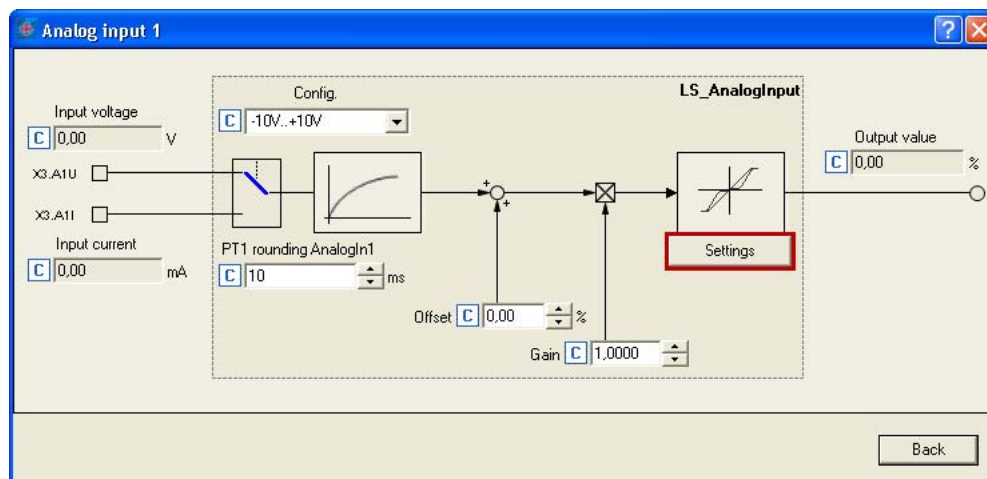 Analog input 1
Config.
LS_AnalogInput
Input voltage
C 0,00 V
C -10V..+10V
Output value
C 0,00 %
X3.A1U
X3.A1I
Input current
C 0,00 mA
PT1 rounding AnalogIn1
C 10 ms
Settings
Offset C 0,00 %
Gain C 1,0000
Back